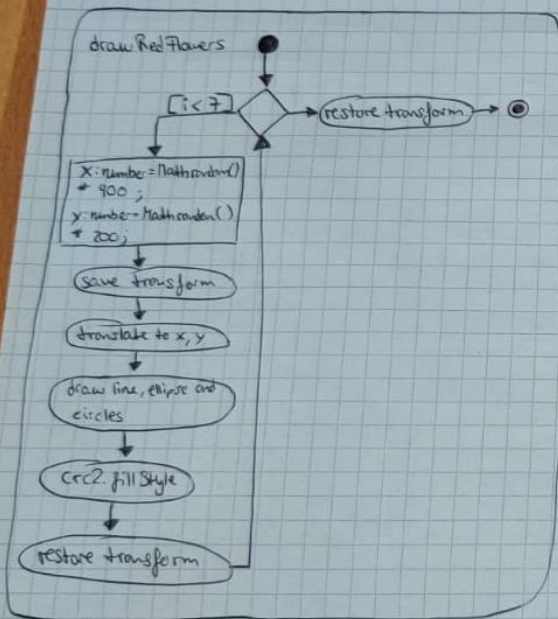 drawRedFlowers
[i<7]
restore transform
x:number=Math.random()
* 900;
y:number=Math.random()
* 200;
save transform
translate to x, y
draw line, ellipse and
circles
crc2.fillStyle
restore transform